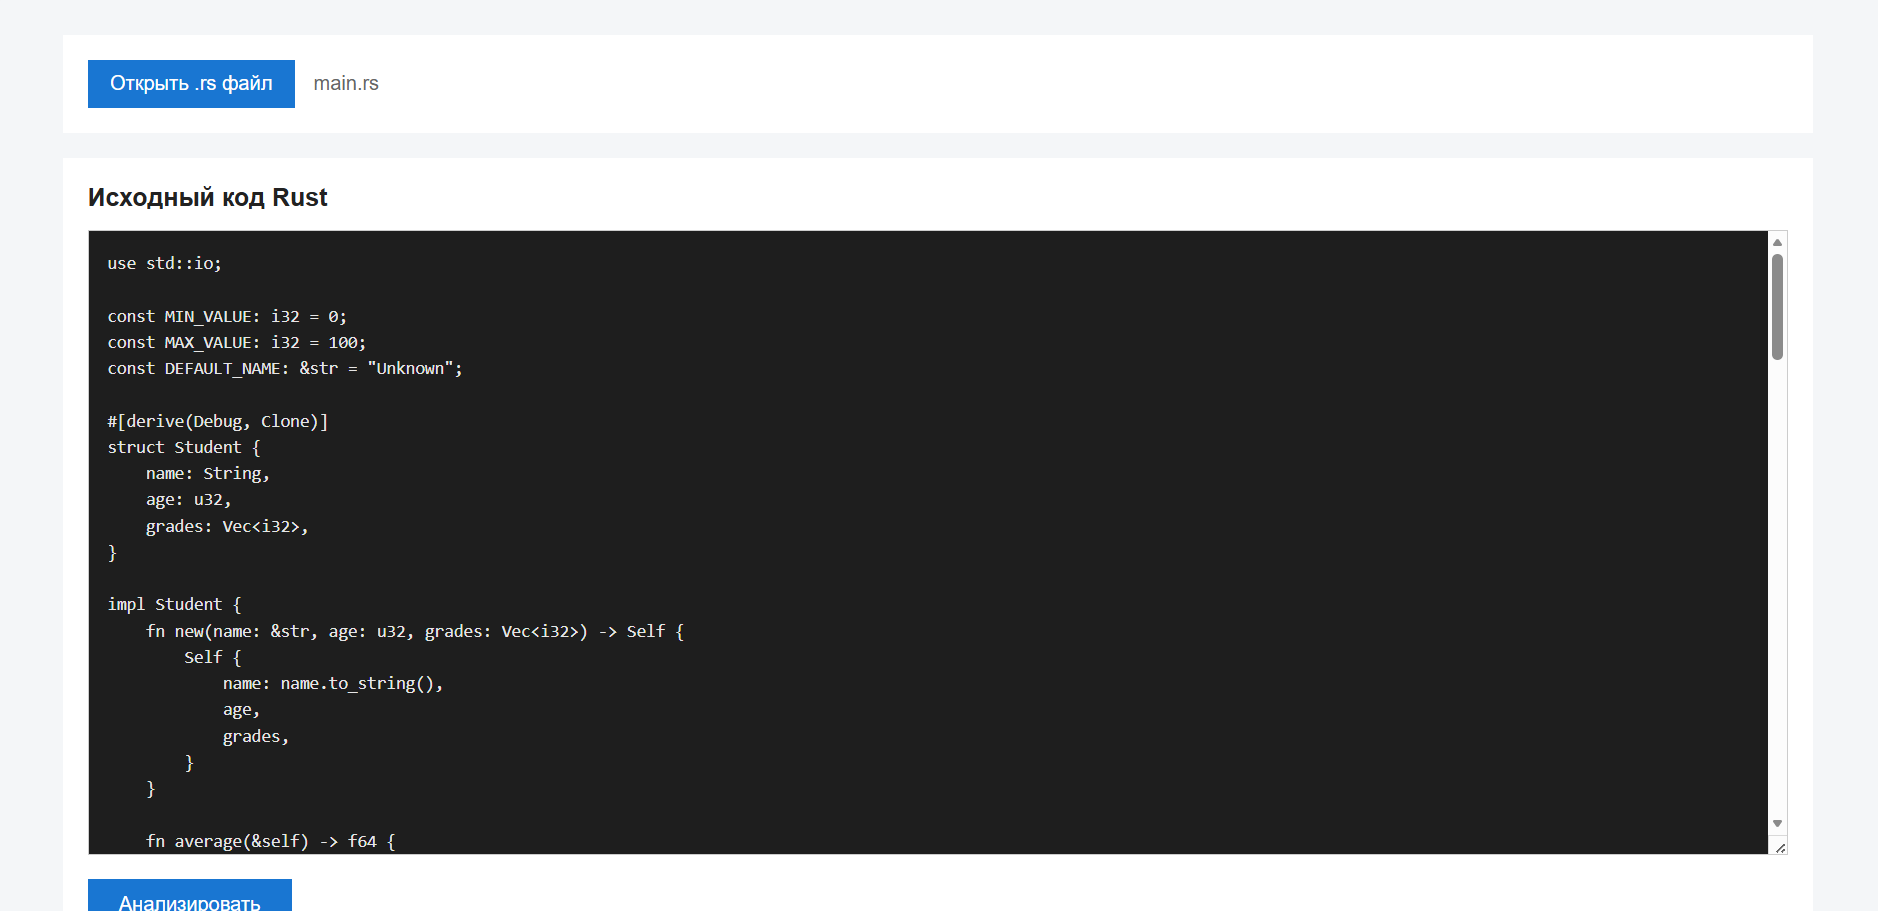 Открыть .rs файл main.rs
Исходный код Rust
use std::io;
const MIN_VALUE: i32 = 0;
const MAX_VALUE: i32 = 100;
const DEFAULT_NAME: &str = "Unknown";
#[derive(Debug, Clone)]
struct Student {
    name: String,
    age: u32,
    grades: Vec<i32>,
}
impl Student {
    fn new(name: &str, age: u32, grades: Vec<i32>) -> Self {
        Self {
            name: name.to_string(),
            age,
            grades,
        }
    }
    fn average(&self) -> f64 {
Анализировать